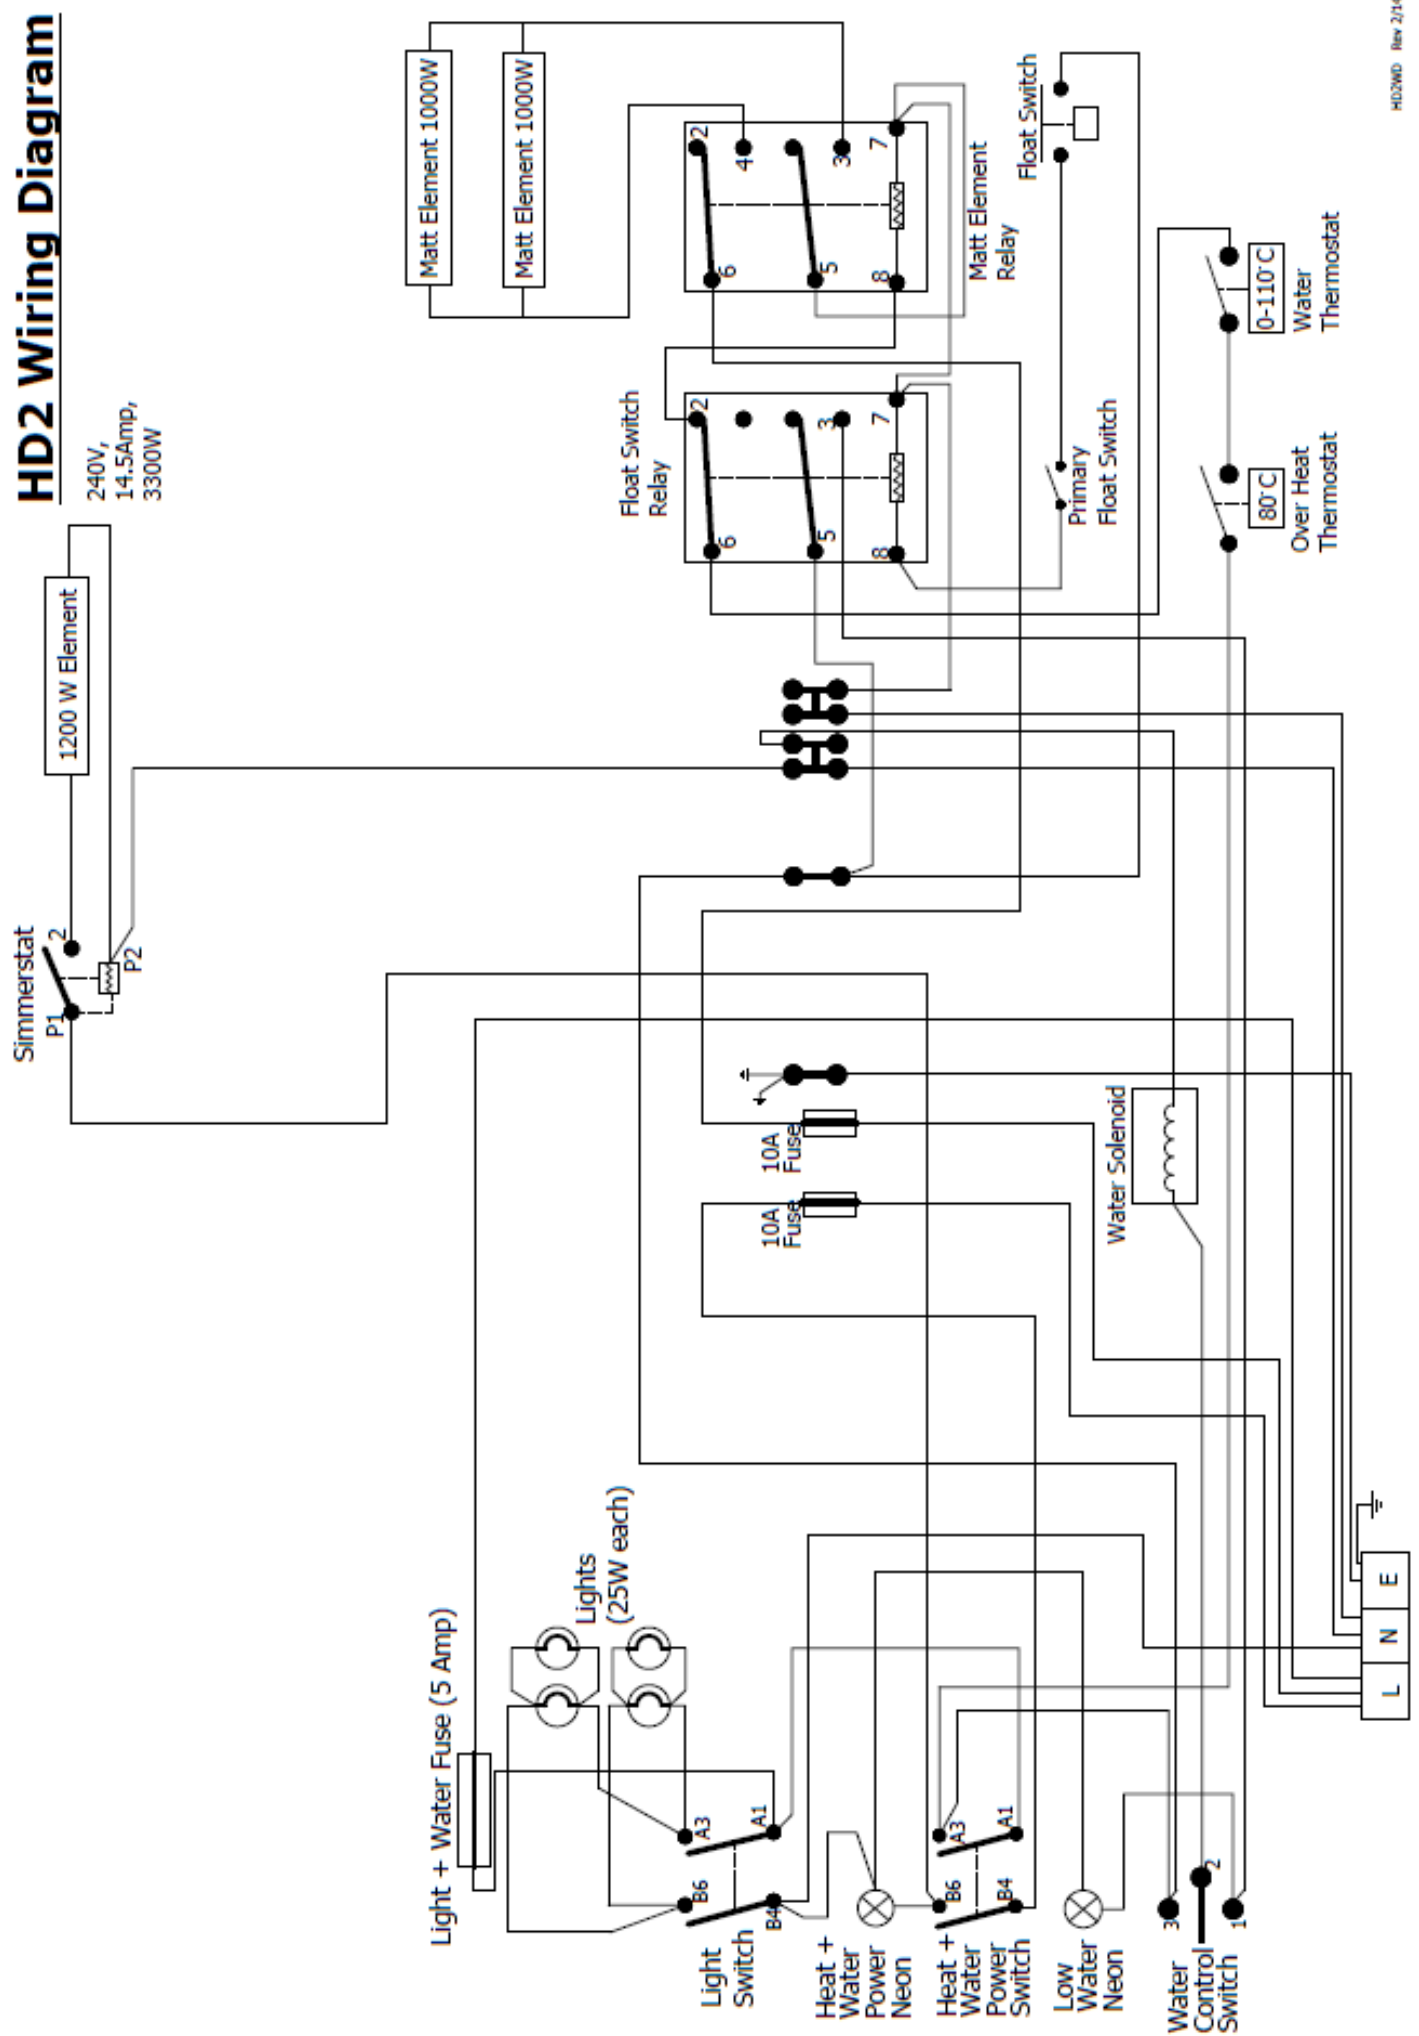 HD2 Wiring Diagram
240V,
14.5Amp,
3300W
Simmerstat
P1
2
P2
1200 W Element
Matt Element 1000W
Matt Element 1000W
Light + Water Fuse (5 Amp)
Lights
(25W each)
Float Switch
Relay
2
6
3
5
7
8
2
4
6
3
5
7
8
Matt Element
Relay
Float Switch
Primary
Float Switch
10A
Fuse
10A
Fuse
Light
Switch
B6
A3
B4
A1
Heat +
Water
Power
Neon
Heat +
Water
Power
Switch
B6
A3
B4
A1
Low
Water
Neon
Water
Control
Switch
3
2
1
Water Solenoid
80°C
Over Heat
Thermostat
0-110°C
Water
Thermostat
L
N
E
HD2WD Rev 2/14